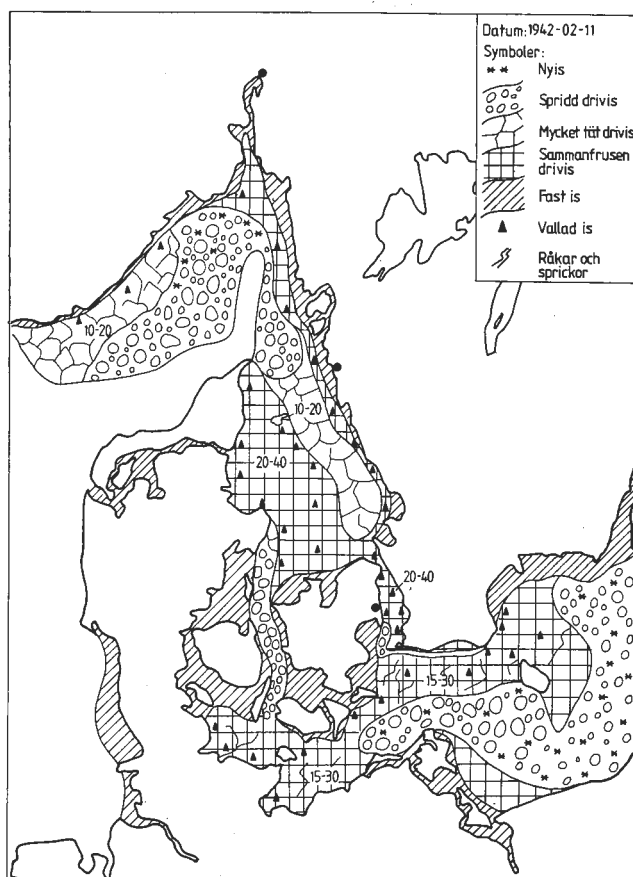 Datum:1942-02-11
Symboler:
Nyis
Spridd drivis
Mycket tät drivis
Sammanfrusen
drivis
Fast is
Vallad is
Råkar och
sprickor
10-20
10-20
20-40
20-40
15-30
15-30